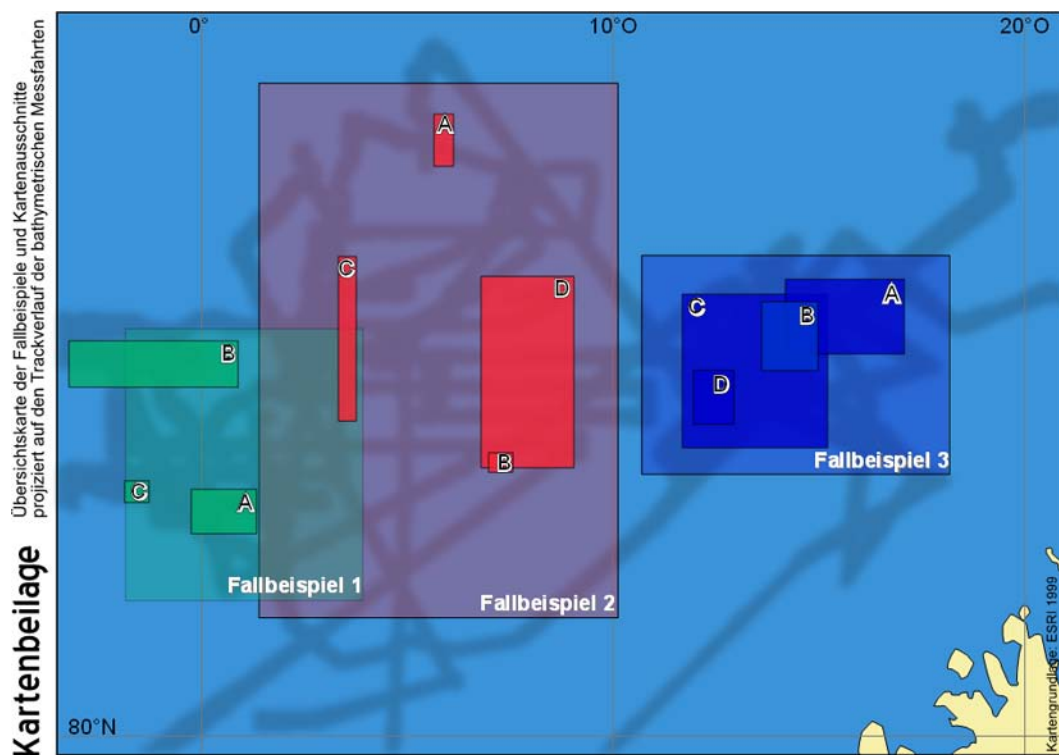 Kartenbeilage
Übersichtskarte der Fallbeispiele und Kartenausschnitte
projiziert auf den Trackverlauf der bathymetrischen Messfahrten
0°
10°O
20°O
A
C
D
B
Fallbeispiel 2
B
C
A
Fallbeispiel 1
A
C
B
D
Fallbeispiel 3
80°N
Kartengrundlage: ESRI 1999